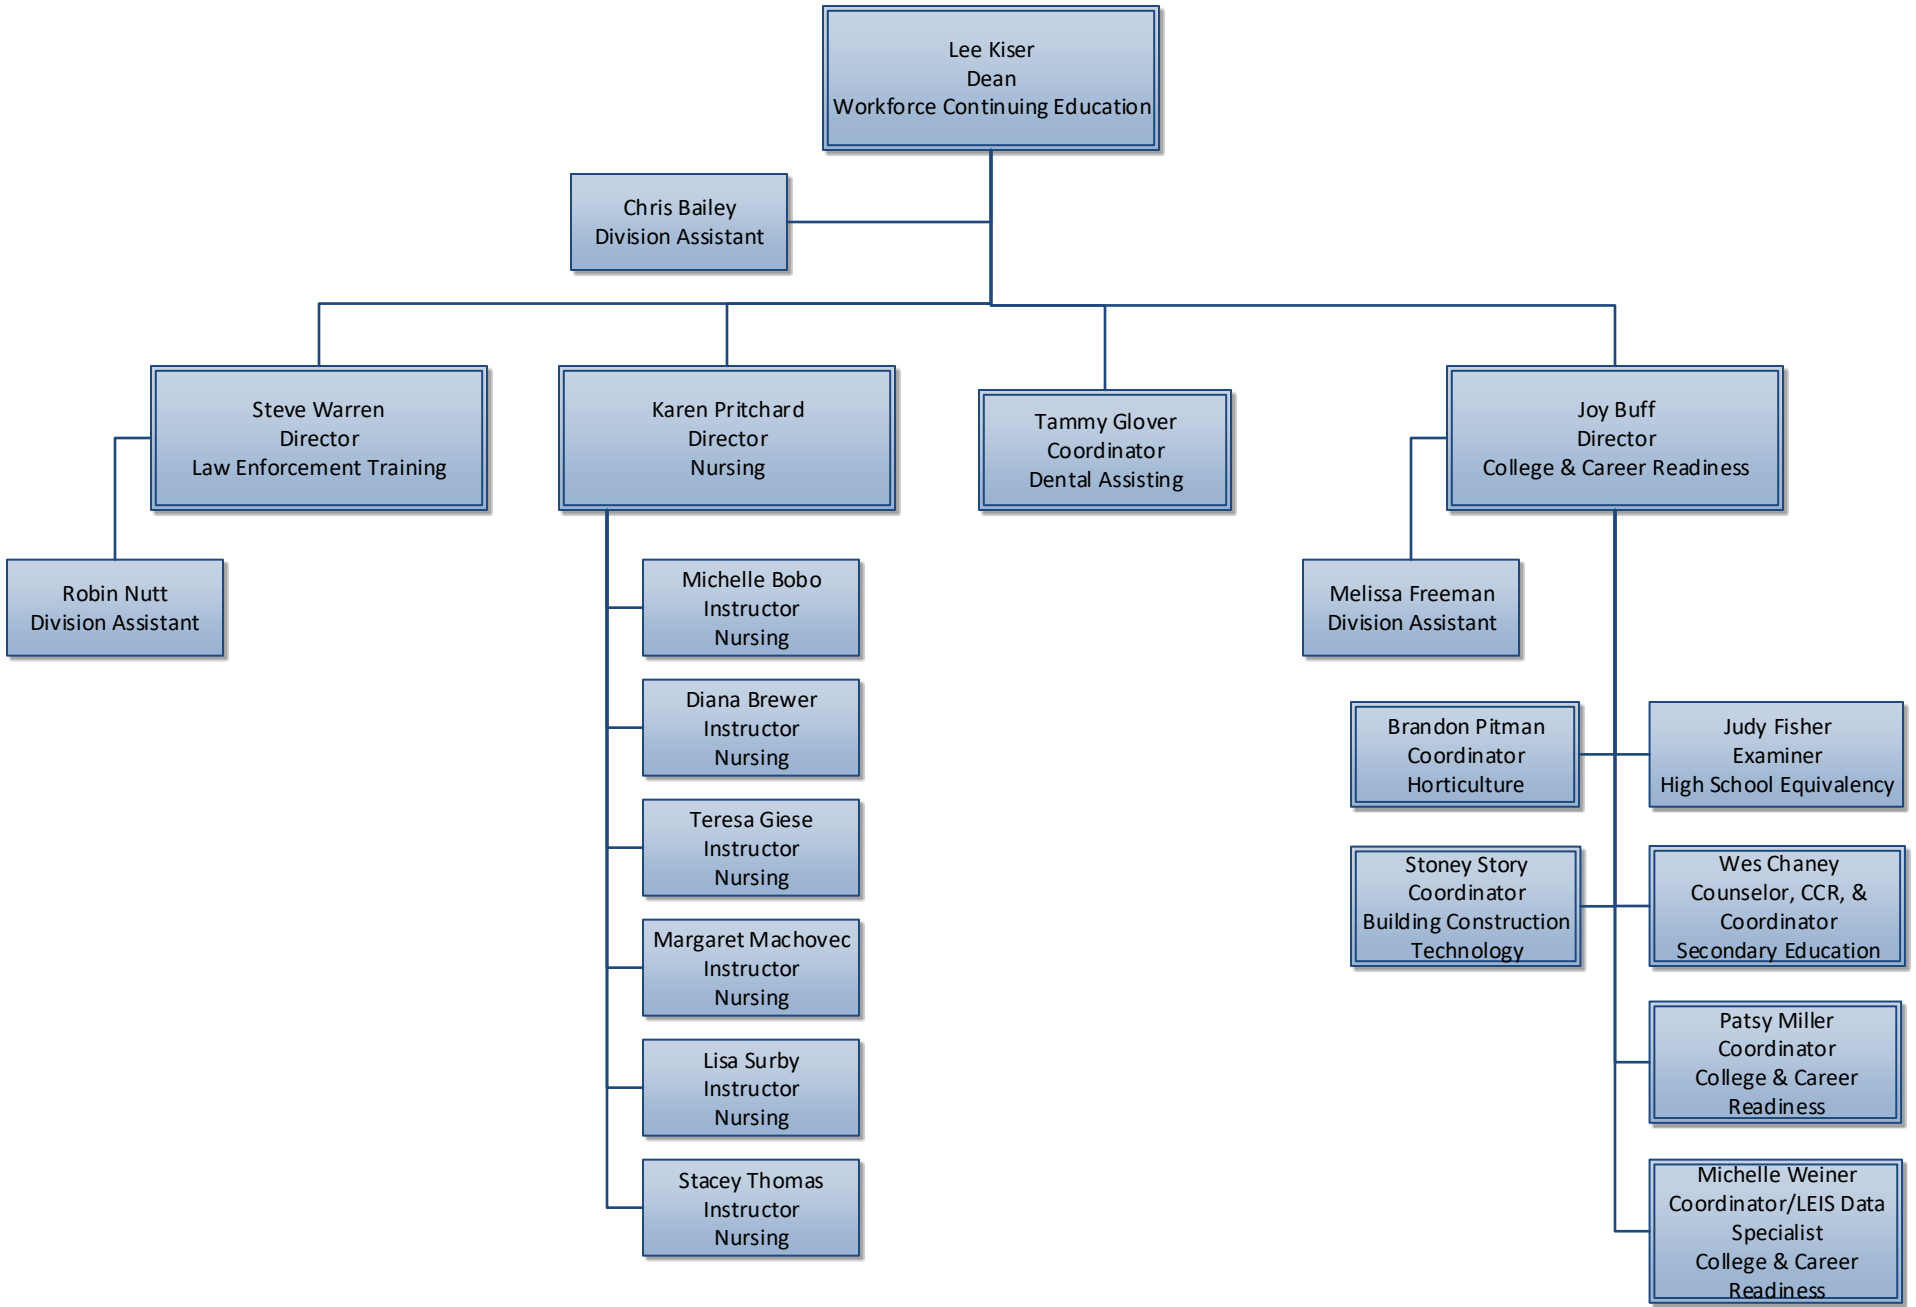 Lee Kiser
Dean
Workforce Continuing Education
Chris Bailey
Division Assistant
Steve Warren
Director
Law Enforcement Training
Karen Pritchard
Director
Nursing
Tammy Glover
Coordinator
Dental Assisting
Joy Buff
Director
College & Career Readiness
Robin Nutt
Division Assistant
Michelle Bobo
Instructor
Nursing
Diana Brewer
Instructor
Nursing
Teresa Giese
Instructor
Nursing
Margaret Machovec
Instructor
Nursing
Lisa Surby
Instructor
Nursing
Stacey Thomas
Instructor
Nursing
Melissa Freeman
Division Assistant
Brandon Pitman
Coordinator
Horticulture
Judy Fisher
Examiner
High School Equivalency
Stoney Story
Coordinator
Building Construction
Technology
Wes Chaney
Counselor, CCR, &
Coordinator
Secondary Education
Patsy Miller
Coordinator
College & Career
Readiness
Michelle Weiner
Coordinator/LEIS Data
Specialist
College & Career
Readiness